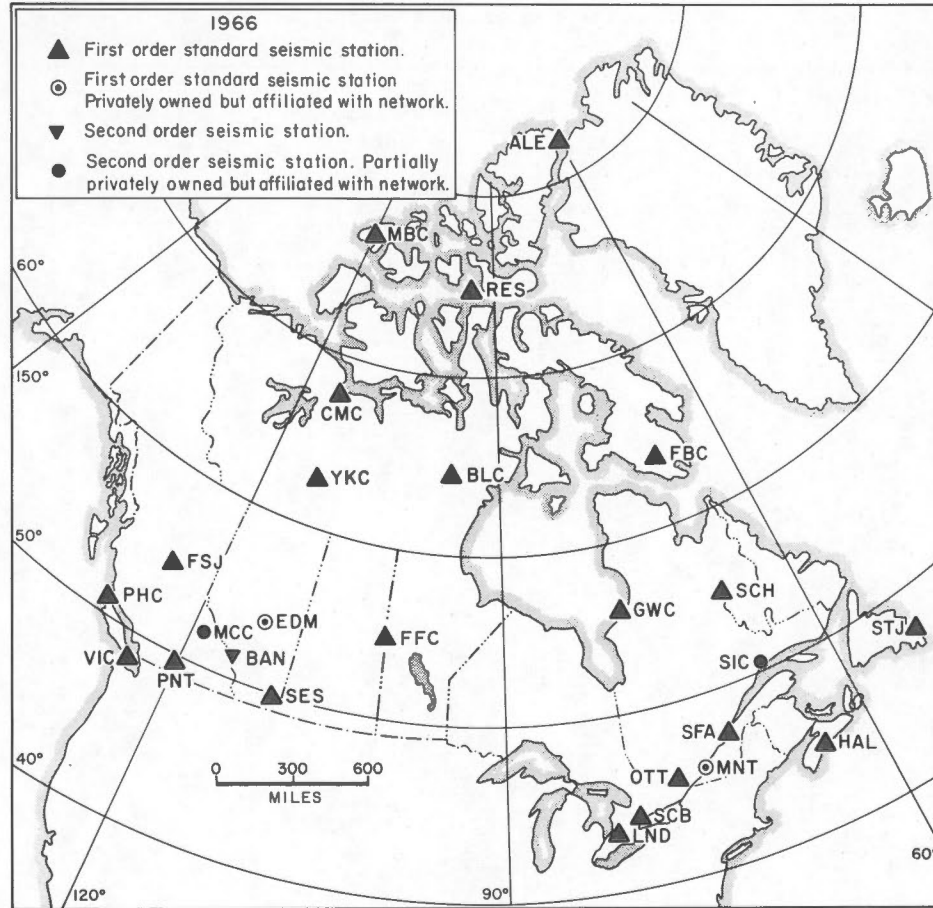 1966
First order standard seismic station.
First order standard seismic station
Privately owned but affiliated with network.
Second order seismic station.
Second order seismic station. Partially
privately owned but affiliated with network.
ALE
MBC
RES
60°
150°
CMC
FBC
YKC
BLC
50°
FSJ
PHC
SCH
GWC
EDM
MCC
FFC
STJ
VIC
BAN
SIC
PNT
SES
SFA
HAL
40°
MNT
OTT
0 300 600
MILES
SCB
LND
120°
90°
60°